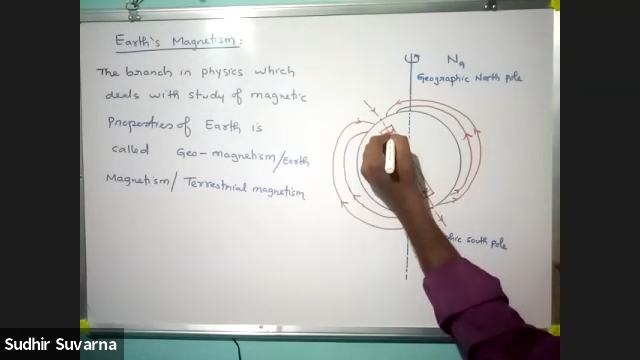 Earth's Magnetism:
The branch in physics which
deals with study of magnetic
Properties of Earth is
called Geo-magnetism/Earth
Magnetism/ Terrestrial magnetism
Ng
Geographic North pole
South pole
Sudhir Suvarna